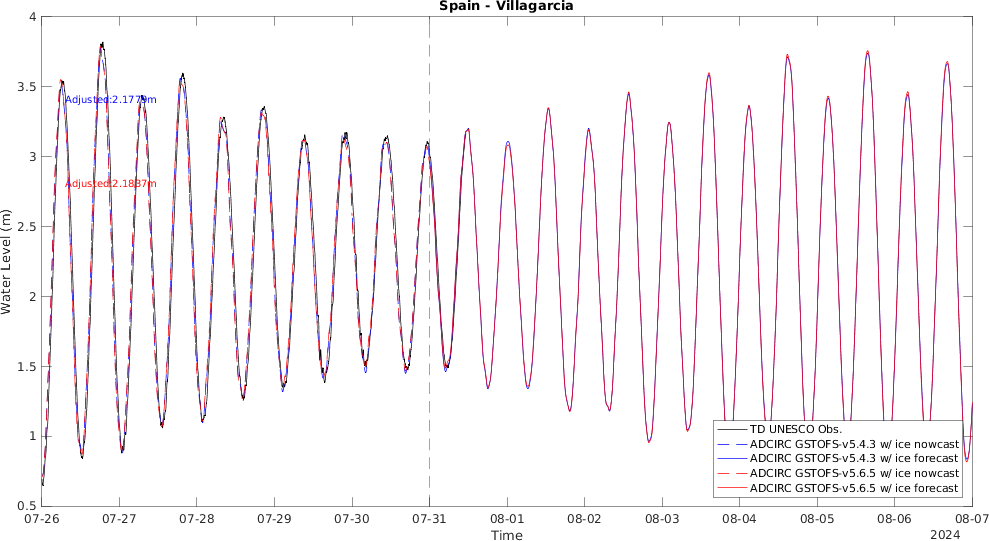 Spain - Villagarcia
4
3.5
3
2.5
2
1.5
1
0.5
Water Level (m)
Adjusted:2.1779m
Adjusted:2.1837m
TD UNESCO Obs.
ADCIRC GSTOFS-v5.4.3 w/ ice nowcast
ADCIRC GSTOFS-v5.4.3 w/ ice forecast
ADCIRC GSTOFS-v5.6.5 w/ ice nowcast
ADCIRC GSTOFS-v5.6.5 w/ ice forecast
07-26 07-27 07-28 07-29 07-30 07-31 08-01 08-02 08-03 08-04 08-05 08-06 08-07
Time
2024